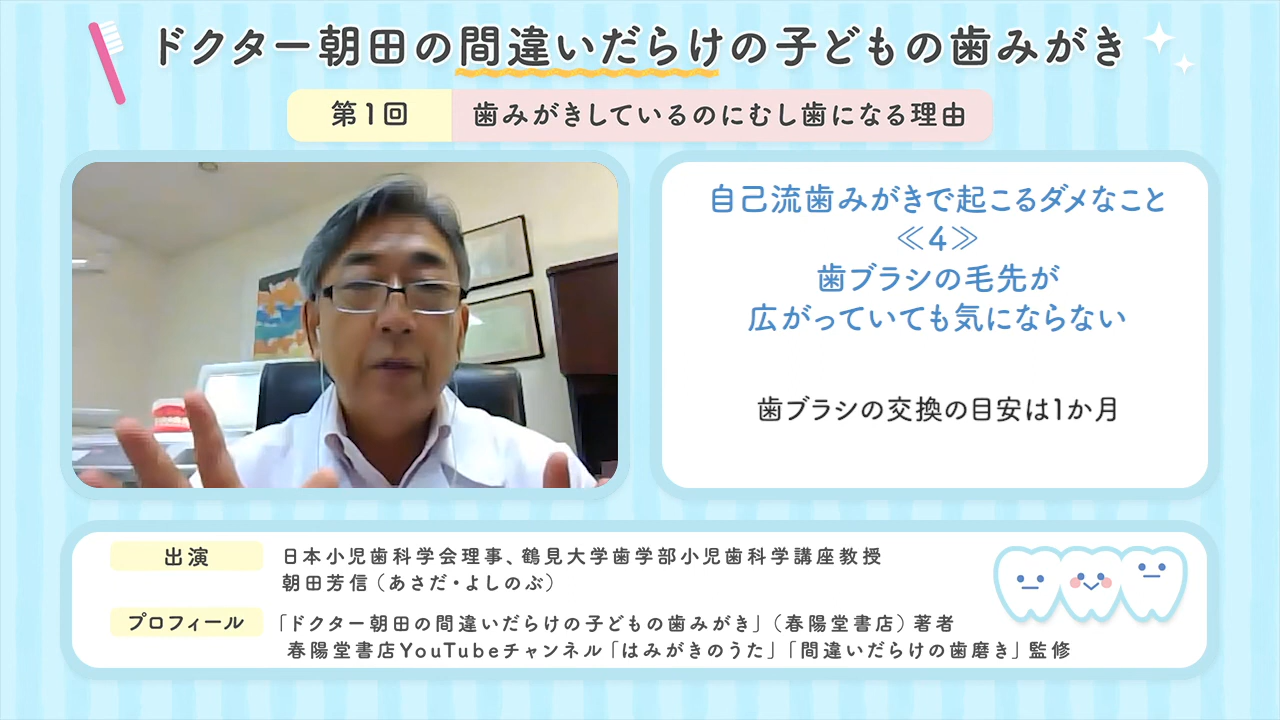 ドクター朝田の間違いだらけの子どもの歯みがき
第1回 歯みがきしているのにむし歯になる理由
自己流歯みがきで起こるダメなこと
≪4≫
歯ブラシの毛先が
広がっていても気にならない
歯ブラシの交換の目安は1か月
出演
日本小児歯科学会理事、鶴見大学歯学部小児歯科学講座教授
朝田芳信（あさだ・よしのぶ）
プロフィール
「ドクター朝田の間違いだらけの子どもの歯みがき」（春陽堂書店）著者
春陽堂書店YouTubeチャンネル「はみがきのうた」「間違いだらけの歯磨き」監修